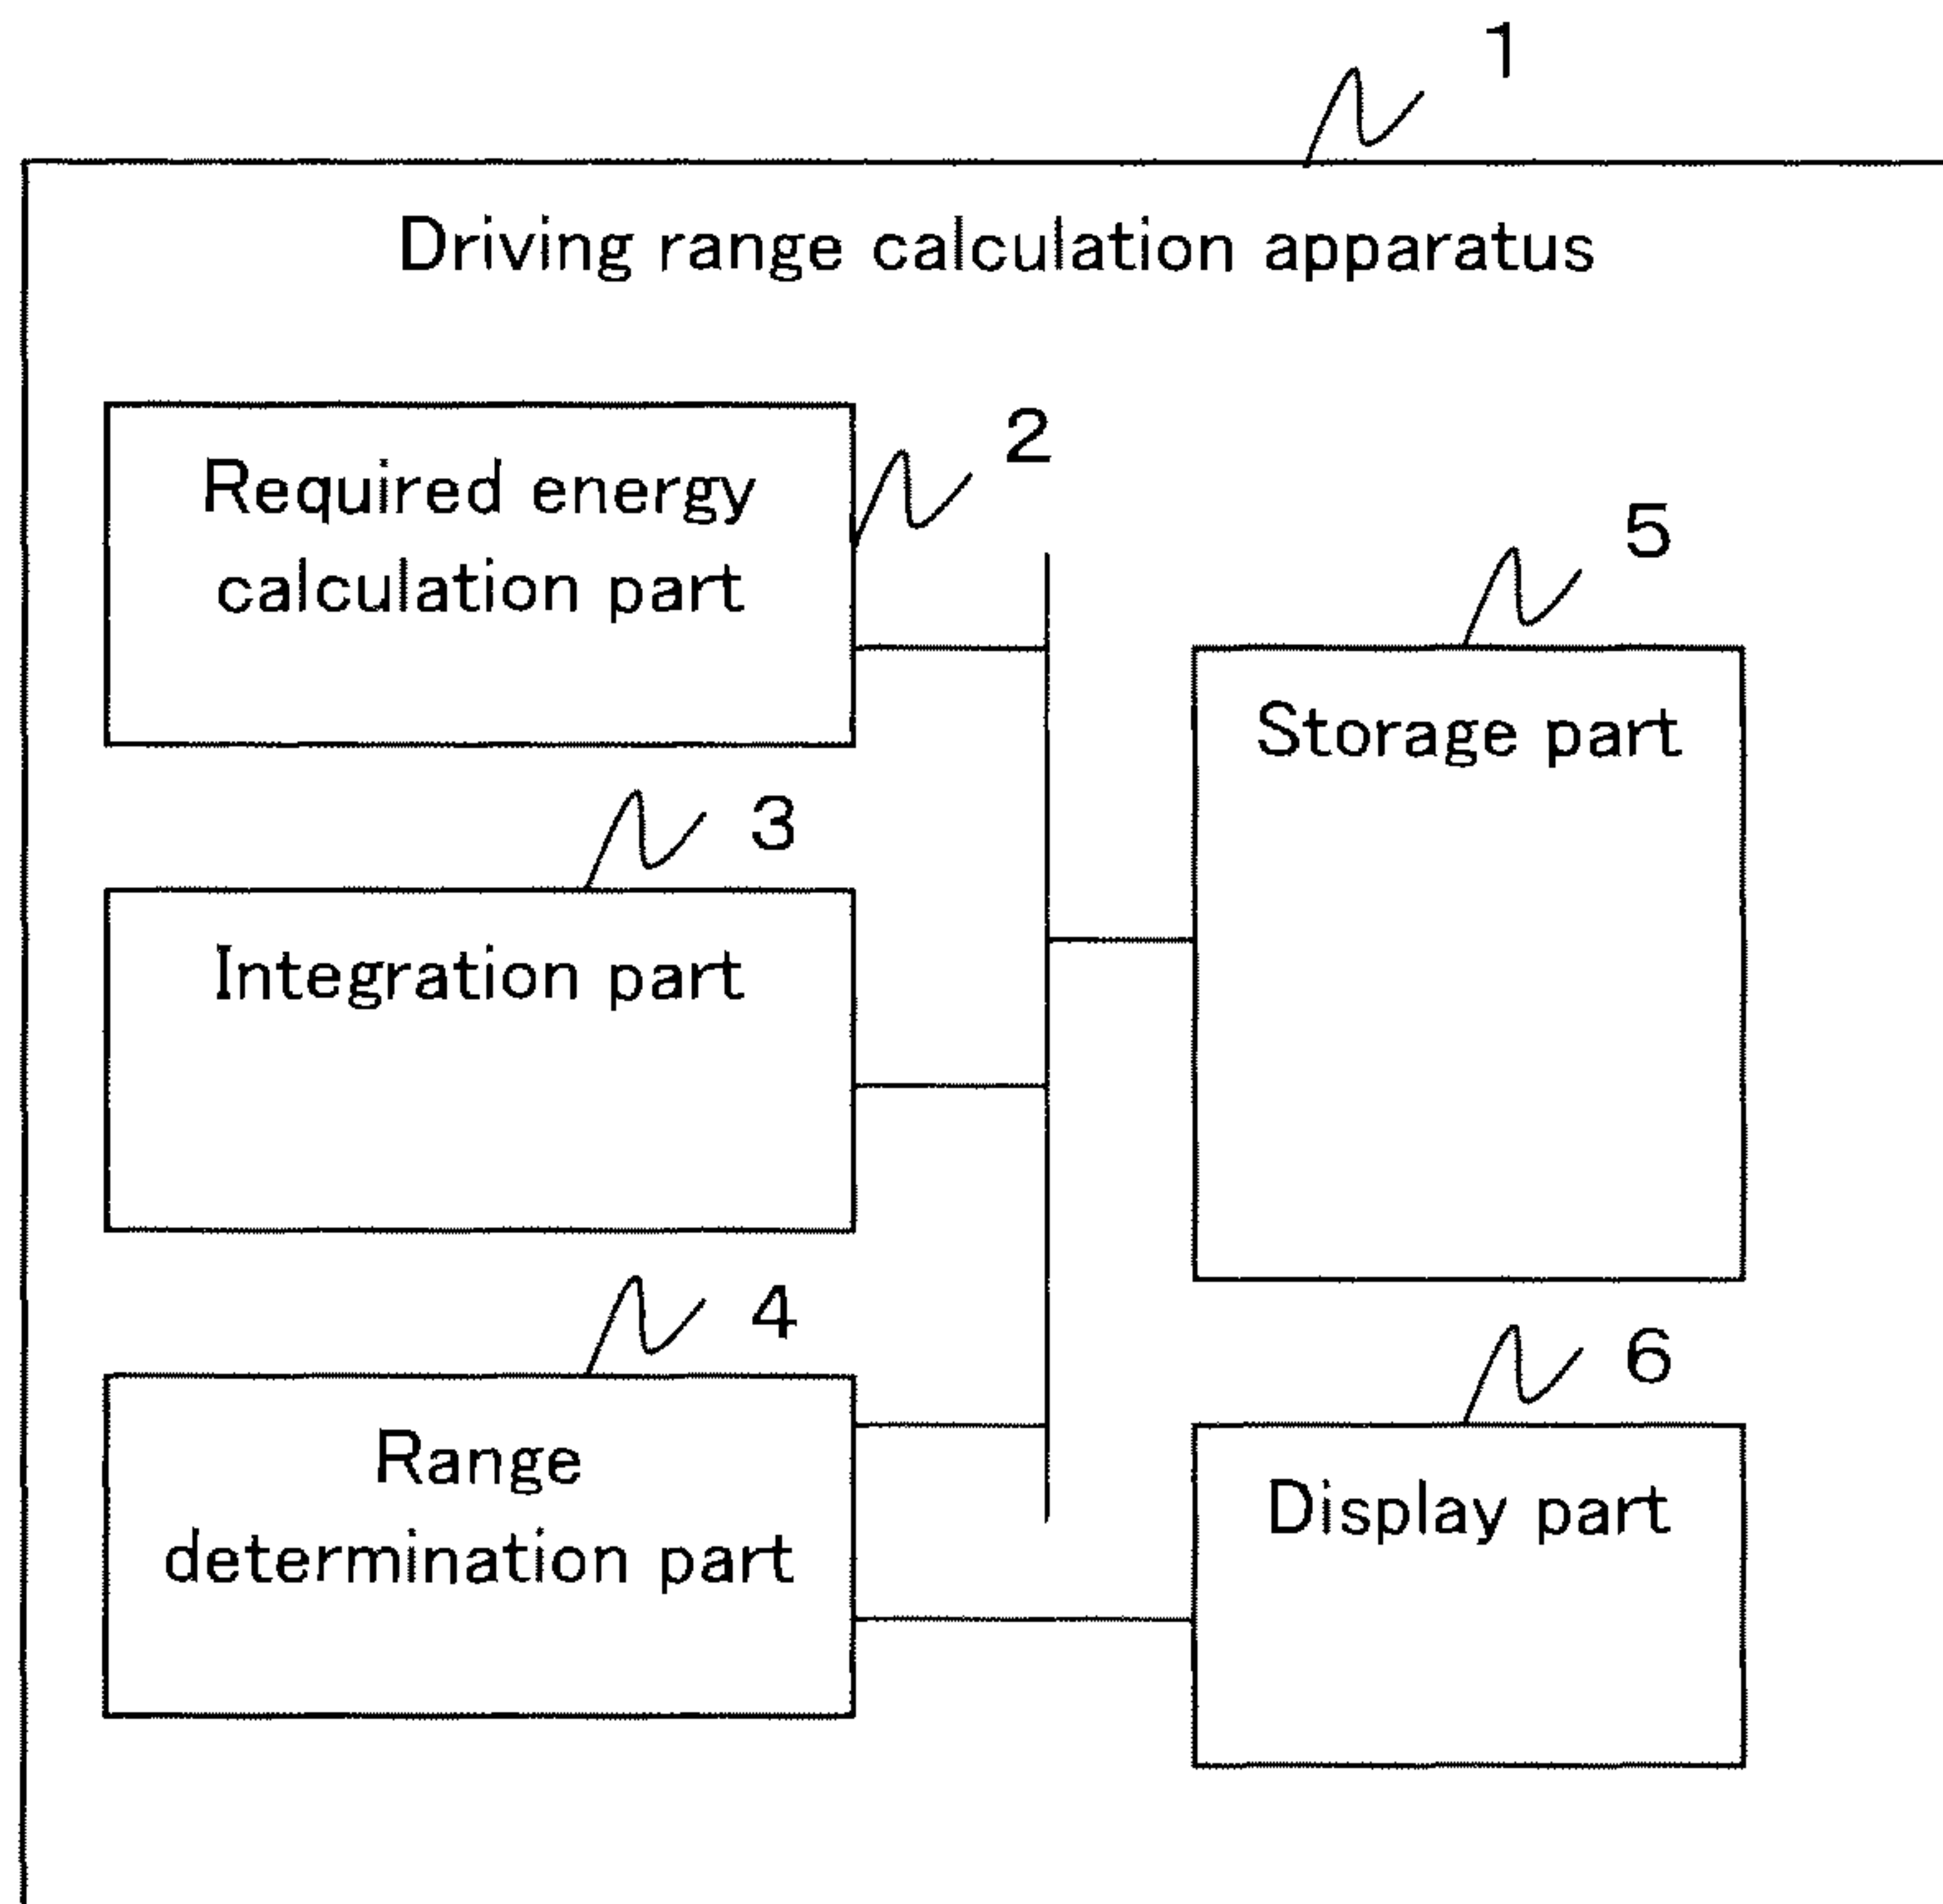 1
Driving range calculation apparatus
Required energy
calculation part
2
5
Storage part
3
Integration part
4
Range
determination part
6
Display part